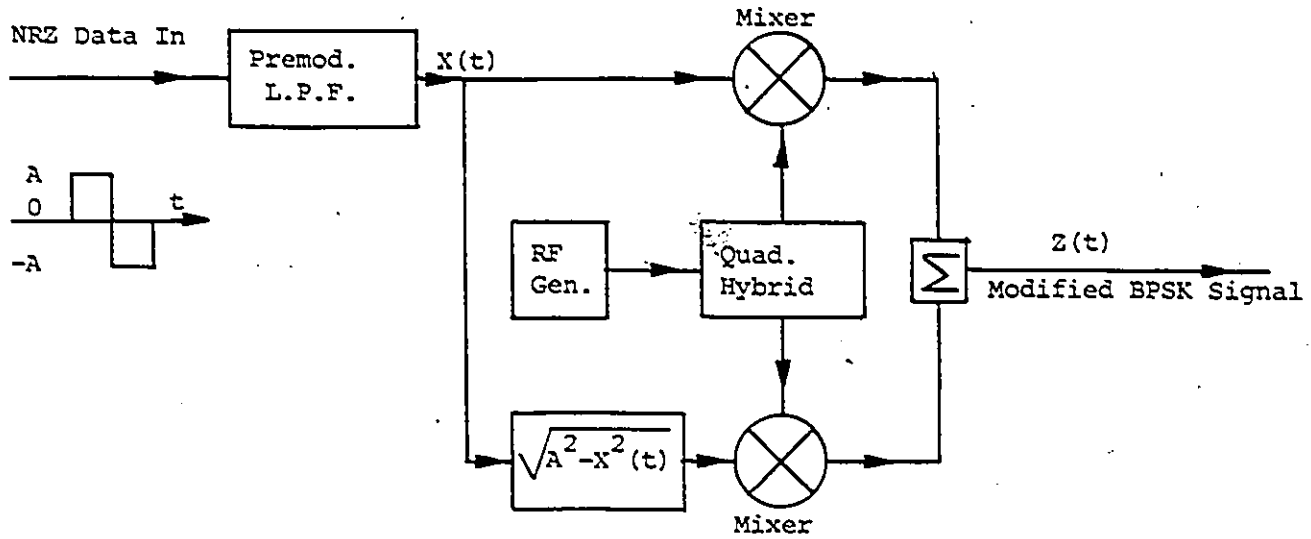 Mixer
NRZ Data In
Premod.
L.P.F.
X(t)
A
0
-A
t
RF
Gen.
Quad.
Hybrid
Σ
Z(t)
Modified BPSK Signal
√A²-X²(t)
Mixer